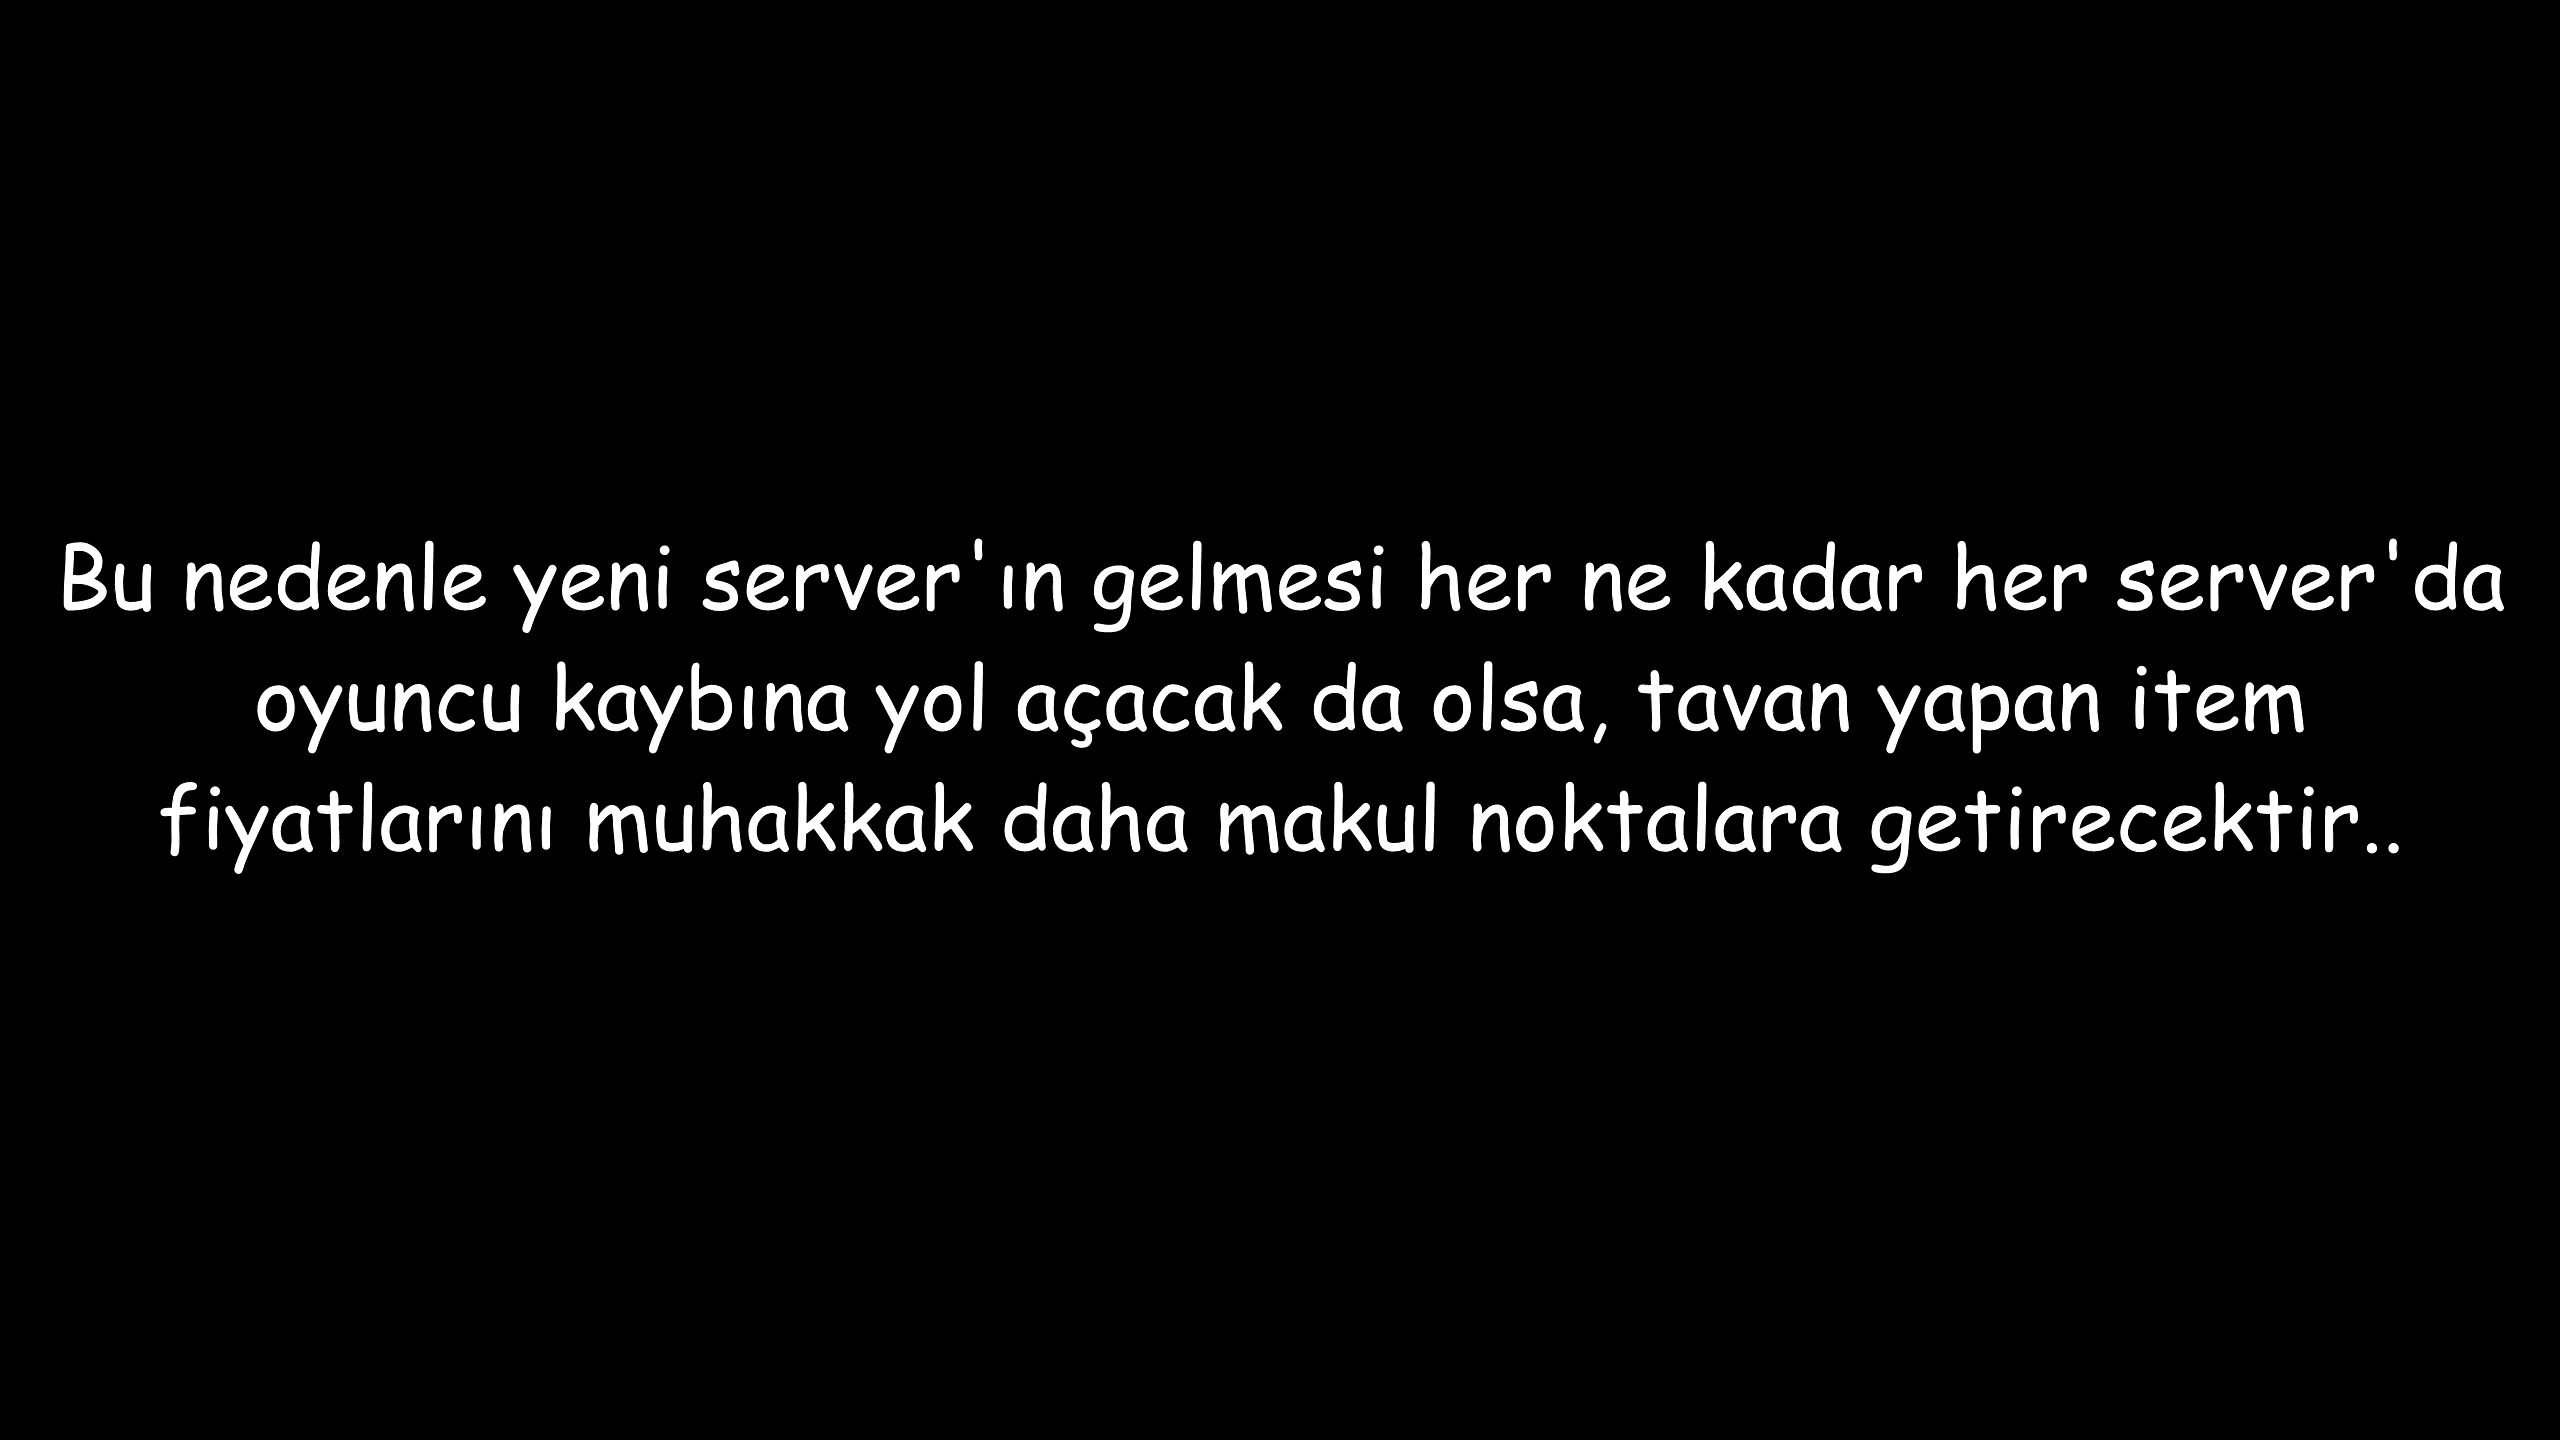 Bu nedenle yeni server'ın gelmesi her ne kadar her server'da
oyuncu kaybına yol açacak da olsa, tavan yapan item
fiyatlarını muhakkak daha makul noktalara getirecektir..